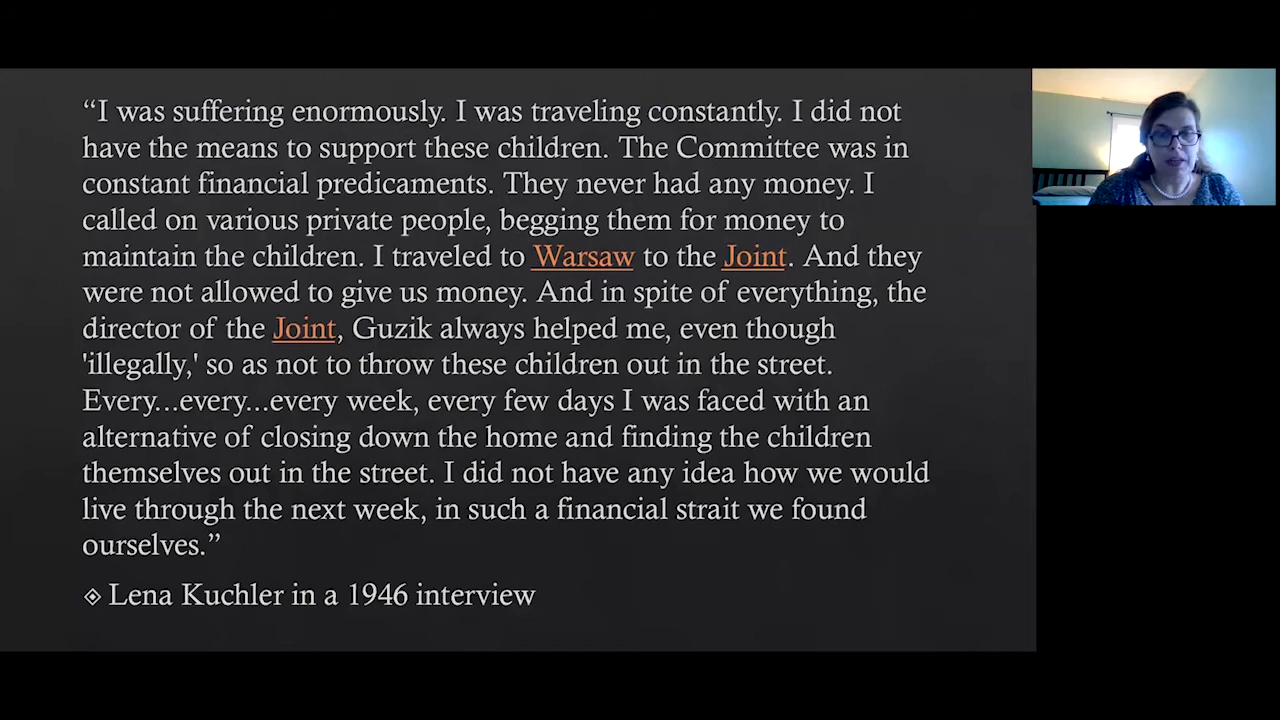 “I was suffering enormously. I was traveling constantly. I did not
have the means to support these children. The Committee was in
constant financial predicaments. They never had any money. I
called on various private people, begging them for money to
maintain the children. I traveled to Warsaw to the Joint. And they
were not allowed to give us money. And in spite of everything, the
director of the Joint, Guzik always helped me, even though
'illegally,' so as not to throw these children out in the street.
Every...every...every week, every few days I was faced with an
alternative of closing down the home and finding the children
themselves out in the street. I did not have any idea how we would
live through the next week, in such a financial strait we found
ourselves.”
Lena Kuchler in a 1946 interview